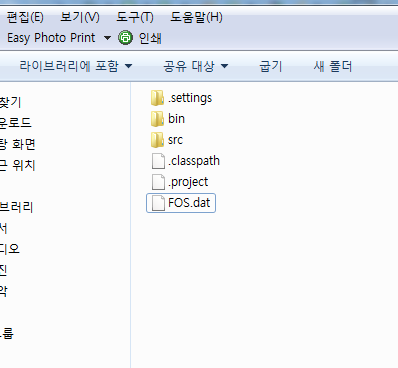 편집(E) 보기(V) 도구(T) 도움말(H)
Easy Photo Print 인쇄
라이브러리에 포함 공유 대상 굽기 새 폴더
찾기
운로드
탕 화면
근 위치
브러리
서
디오
진
악
룹
.settings
bin
src
.classpath
.project
FOS.dat